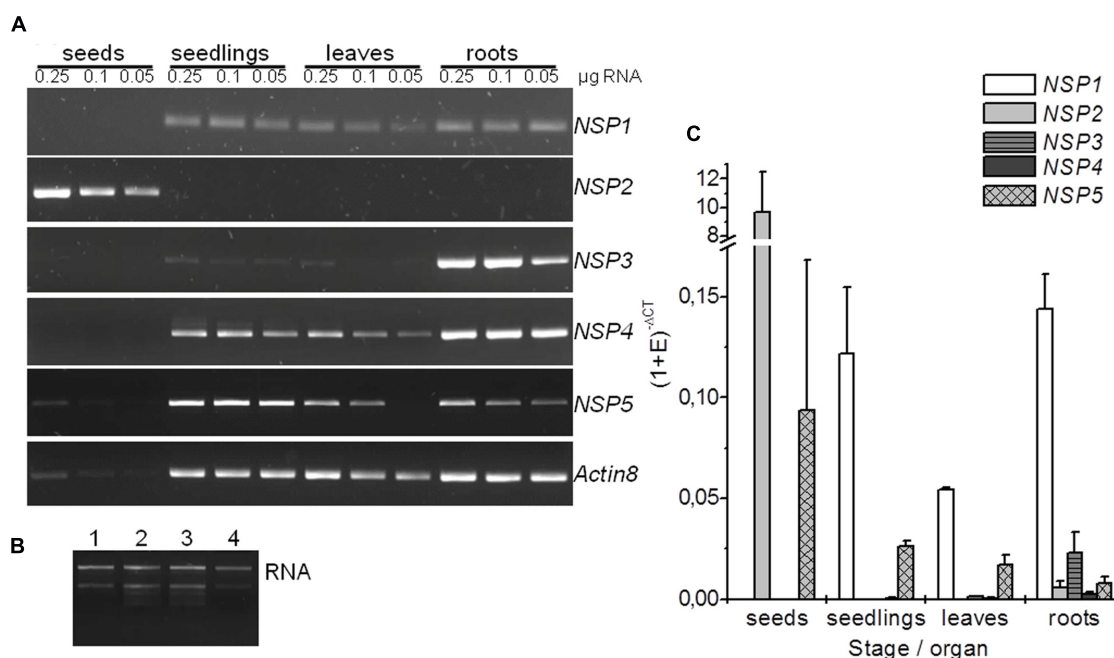 A
seeds seedlings leaves roots
0.25 0.1 0.05 0.25 0.1 0.05 0.25 0.1 0.05 0.25 0.1 0.05 µg RNA
NSP1
NSP2
NSP3
NSP4
NSP5
Actin8
B
1 2 3 4
RNA
C
NSP1
NSP2
NSP3
NSP4
NSP5
12
10
8
0,15
0,10
0,05
0,00
(1+E)^-ΔCT
seeds seedlings leaves roots
Stage / organ